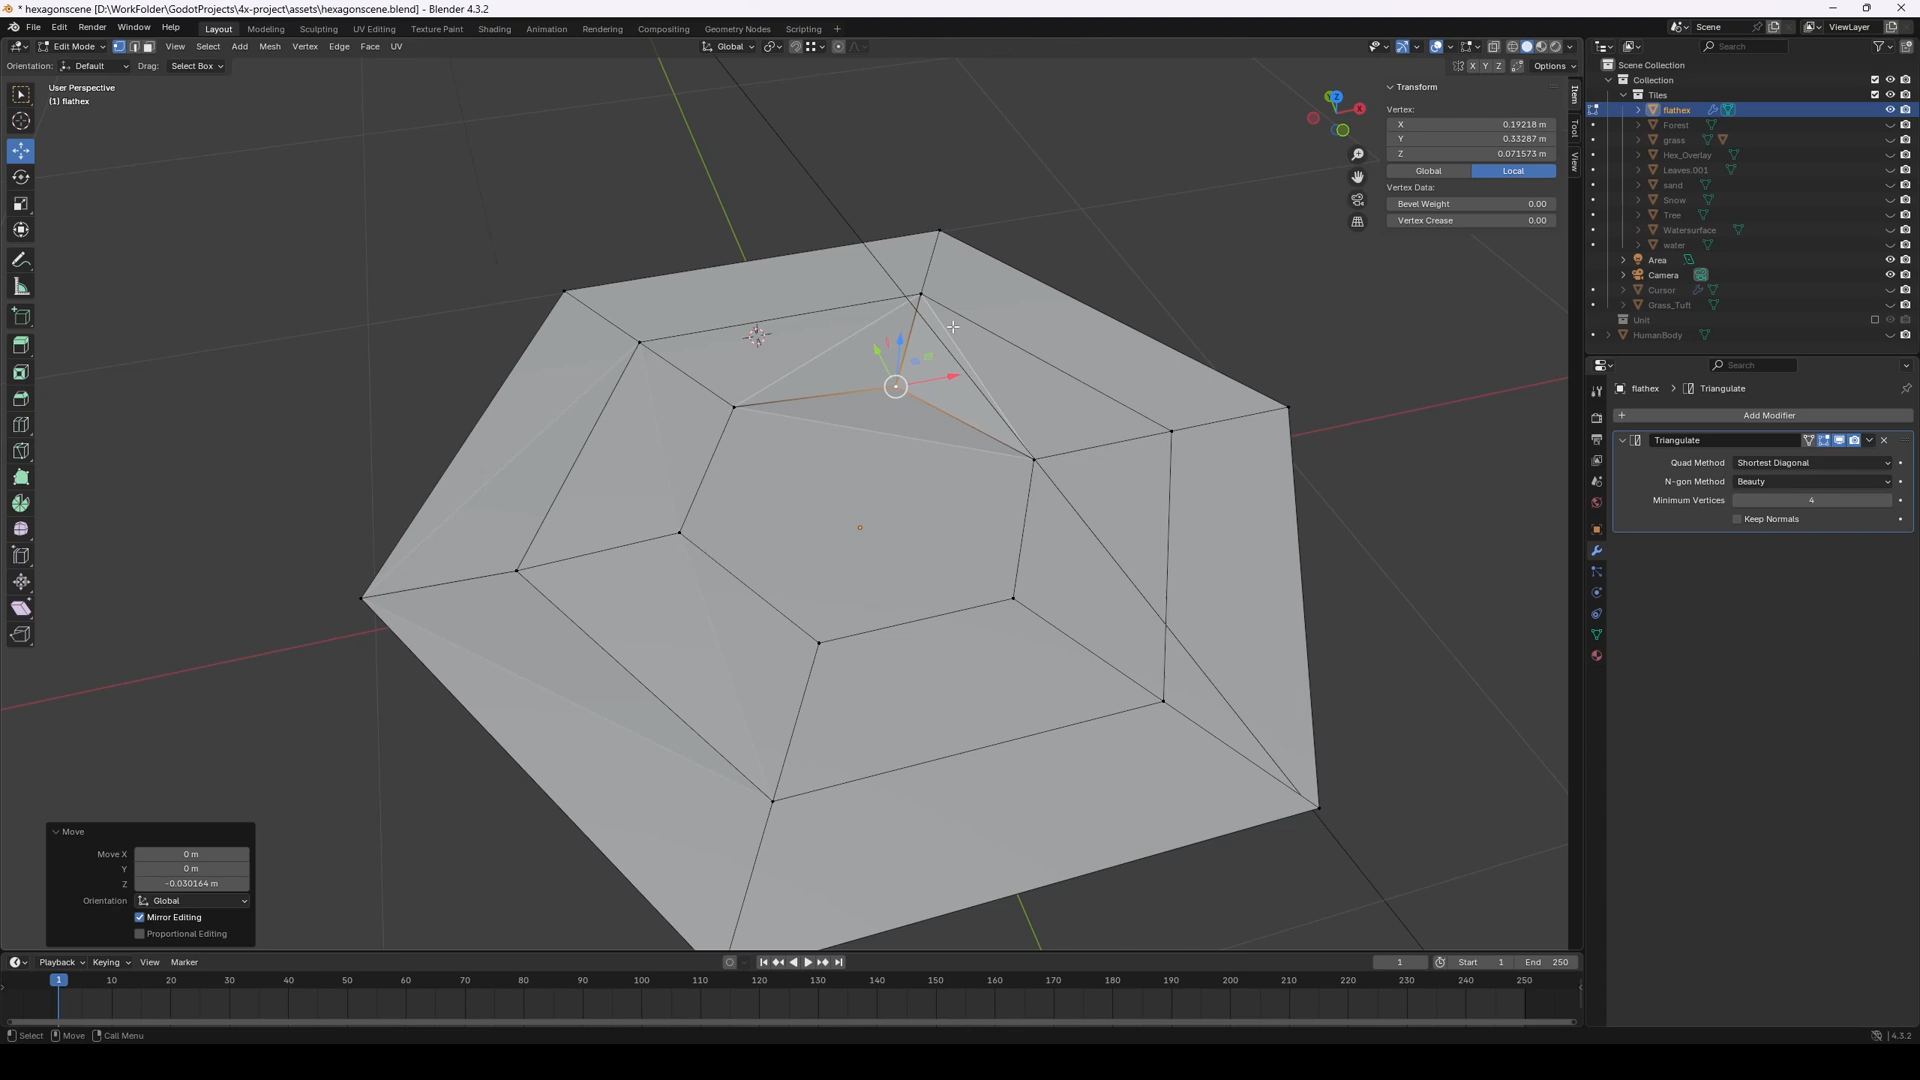 * hexagonscene [D:\WorkFolder\GodotProjects\4x-project\assets\hexagonscene.blend] - Blender 4.3.2
File Edit Render Window Help Layout Modeling Sculpting UV Editing Texture Paint Shading Animation Rendering Compositing Geometry Nodes Scripting + Scene ViewLayer
Edit Mode View Select Add Mesh Vertex Edge Face UV Global Search
Orientation: Default Drag: Select Box X Y Z Options
User Perspective
(1) flathex
Transform
Vertex:
X 0.19218 m
Y 0.33287 m
Z 0.071573 m
Global Local
Vertex Data:
Bevel Weight 0.00
Vertex Crease 0.00
Item
Tool
View
Z
X
Scene Collection
Collection
Tiles
flathex
Forest
grass
Hex_Overlay
Leaves.001
sand
Snow
Tree
Watersurface
water
Area
Camera
Cursor
Grass_Tuft
Unit
HumanBody
Search
flathex > Triangulate
+ Add Modifier
Triangulate
Quad Method Shortest Diagonal
N-gon Method Beauty
Minimum Vertices 4
Keep Normals
Move
Move X 0 m
Y 0 m
Z -0.030164 m
Orientation Global
Mirror Editing
Proportional Editing
Playback Keying View Marker 1 Start 1 End 250
1 10 20 30 40 50 60 70 80 90 100 110 120 130 140 150 160 170 180 190 200 210 220 230 240 250
Select Move Call Menu 4.3.2